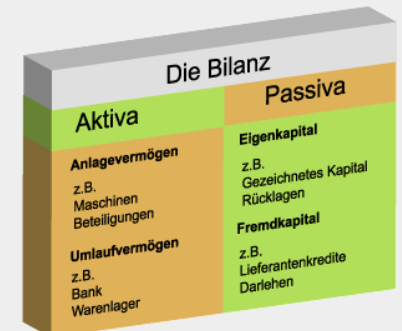 Die Bilanz
Aktiva
Anlagevermögen
z.B.
Maschinen
Beteiligungen
Umlaufvermögen
z.B.
Bank
Warenlager
Passiva
Eigenkapital
z.B.
Gezeichnetes Kapital
Rücklagen
Fremdkapital
z.B.
Lieferantenkredite
Darlehen